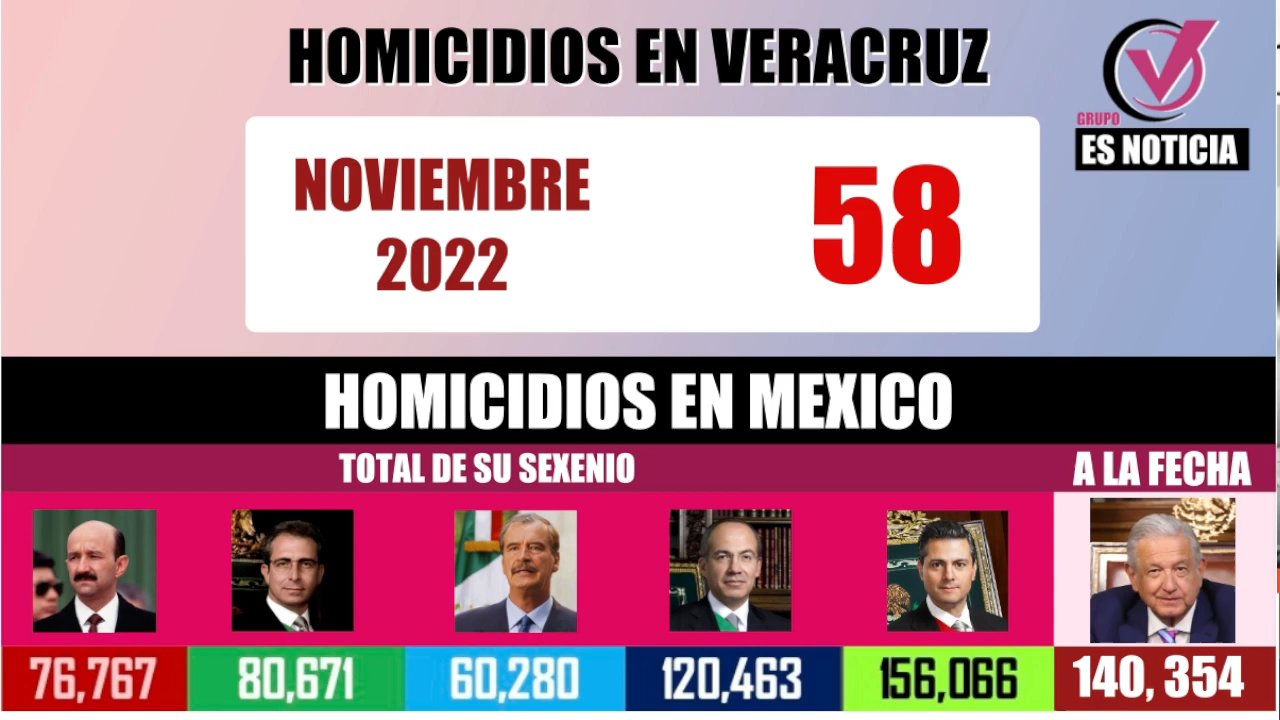 HOMICIDIOS EN VERACRUZ
GRUPO
ES NOTICIA
NOVIEMBRE
2022
58
HOMICIDIOS EN MEXICO
TOTAL DE SU SEXENIO
A LA FECHA
76,767
80,671
60,280
120,463
156,066
140, 354